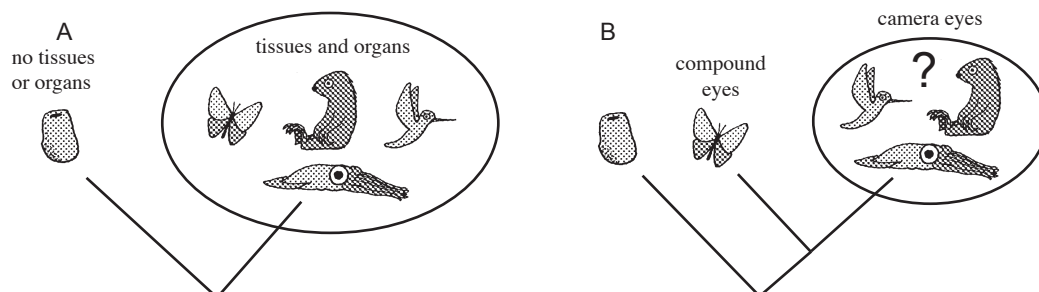 A
no tissues
or organs
tissues and organs
B
compound
eyes
camera eyes
?